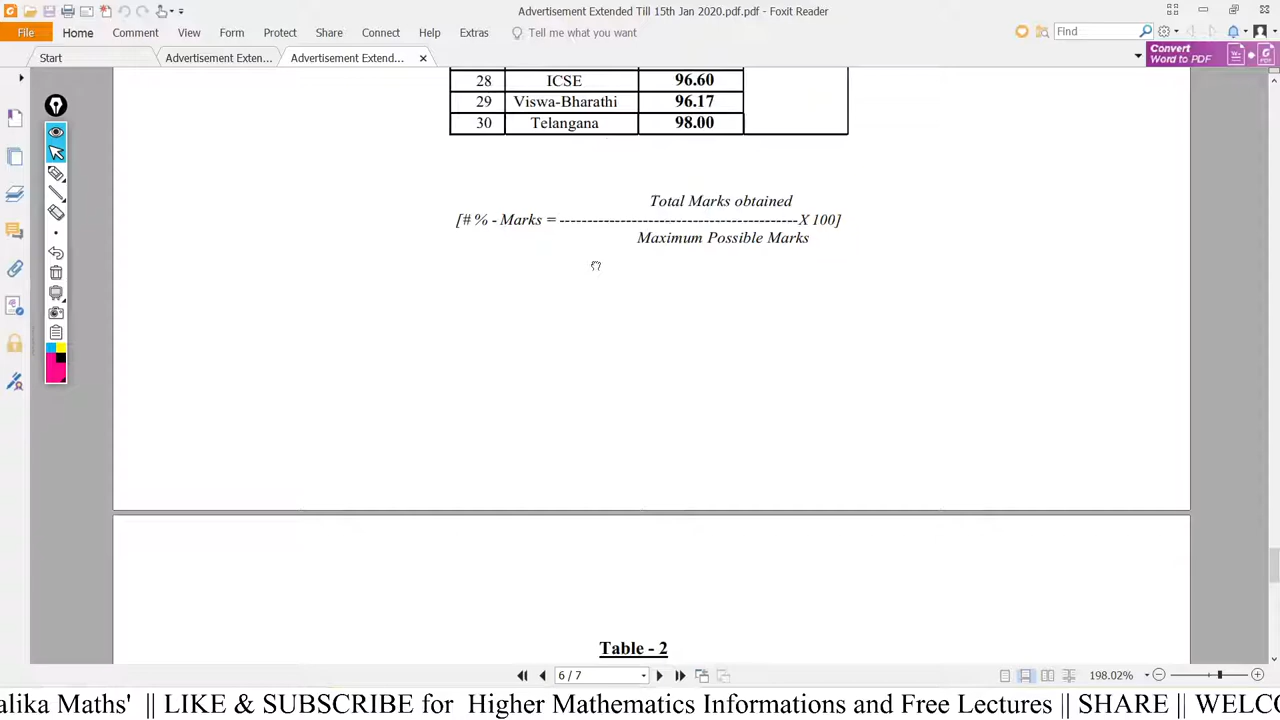 Advertisement Extended Till 15th Jan 2020.pdf.pdf - Foxit Reader
File Home Comment View Form Protect Share Connect Help Extras Tell me what you want Find
Start Advertisement Exten... Advertisement Extend... Convert Word to PDF
28 ICSE 96.60
29 Viswa-Bharathi 96.17
30 Telangana 98.00
Total Marks obtained
[# % - Marks = -------------------------------------------X 100]
Maximum Possible Marks
Table - 2
6 / 7 198.02%
alika Maths' || LIKE & SUBSCRIBE for Higher Mathematics Informations and Free Lectures || SHARE || WELCO